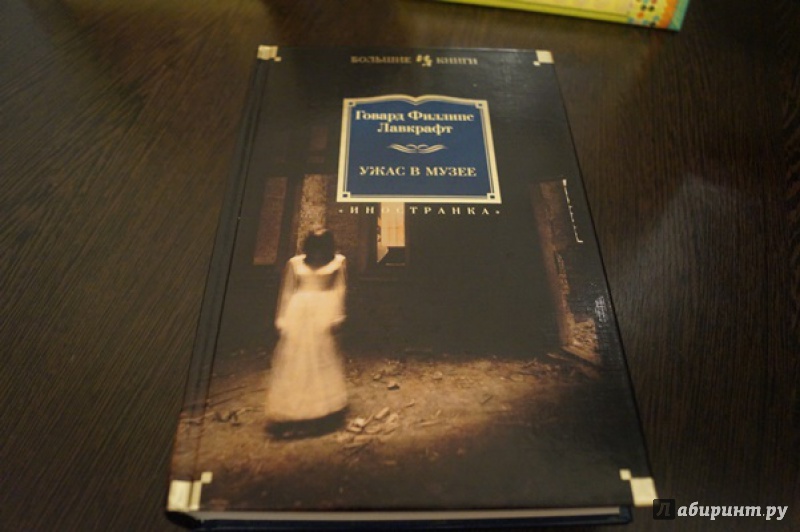 БОЛЬШИЕ КНИГИ
Говард Филлипс
Лавкрафт
УЖАС В МУЗЕЕ
•ИНОСТРАНКА•
Лабиринт.ру